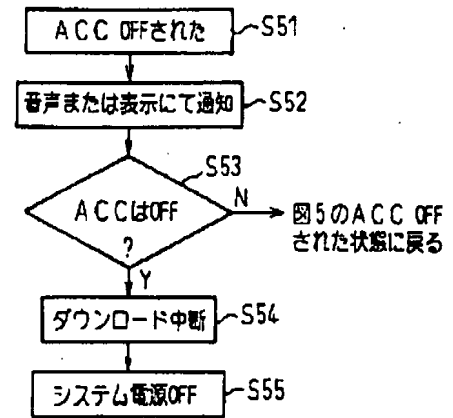 ACC OFFされた
S51
音声または表示にて通知
S52
S53
ACCはOFF
?
N
図5のACC OFF
された状態に戻る
Y
ダウンロード中断
S54
システム電源OFF
S55